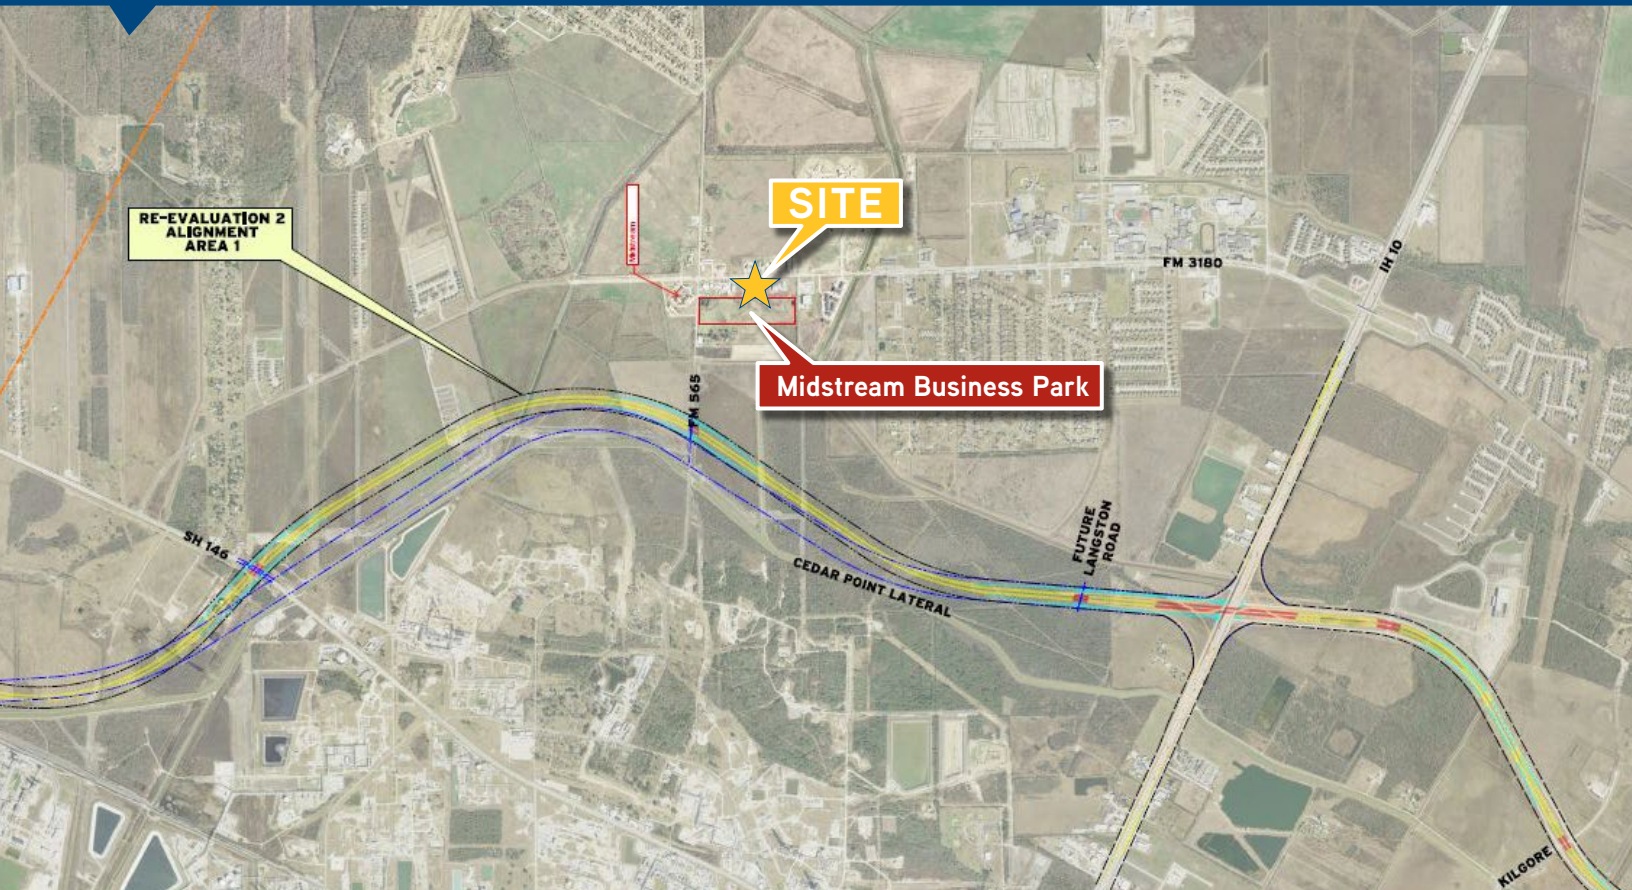 RE-EVALUATION 2
ALIGNMENT
AREA 1
SITE
FM 3180
IH 10
Midstream Business Park
FM 565
SH 146
FUTURE
LANGSTON
ROAD
CEDAR POINT LATERAL
KILGORE